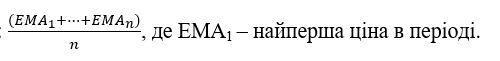 : (EMA₁+⋯+EMAₙ)/n, де EMA₁ – найперша ціна в періоді.